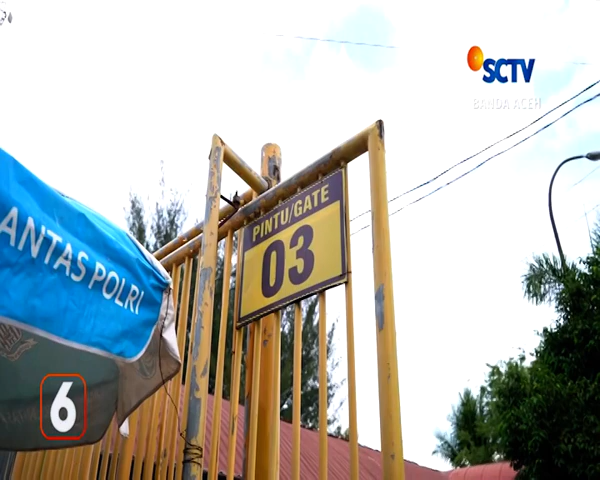 SCTV
BANDA ACEH
PINTU/GATE
03
ANTAS POLRI
6